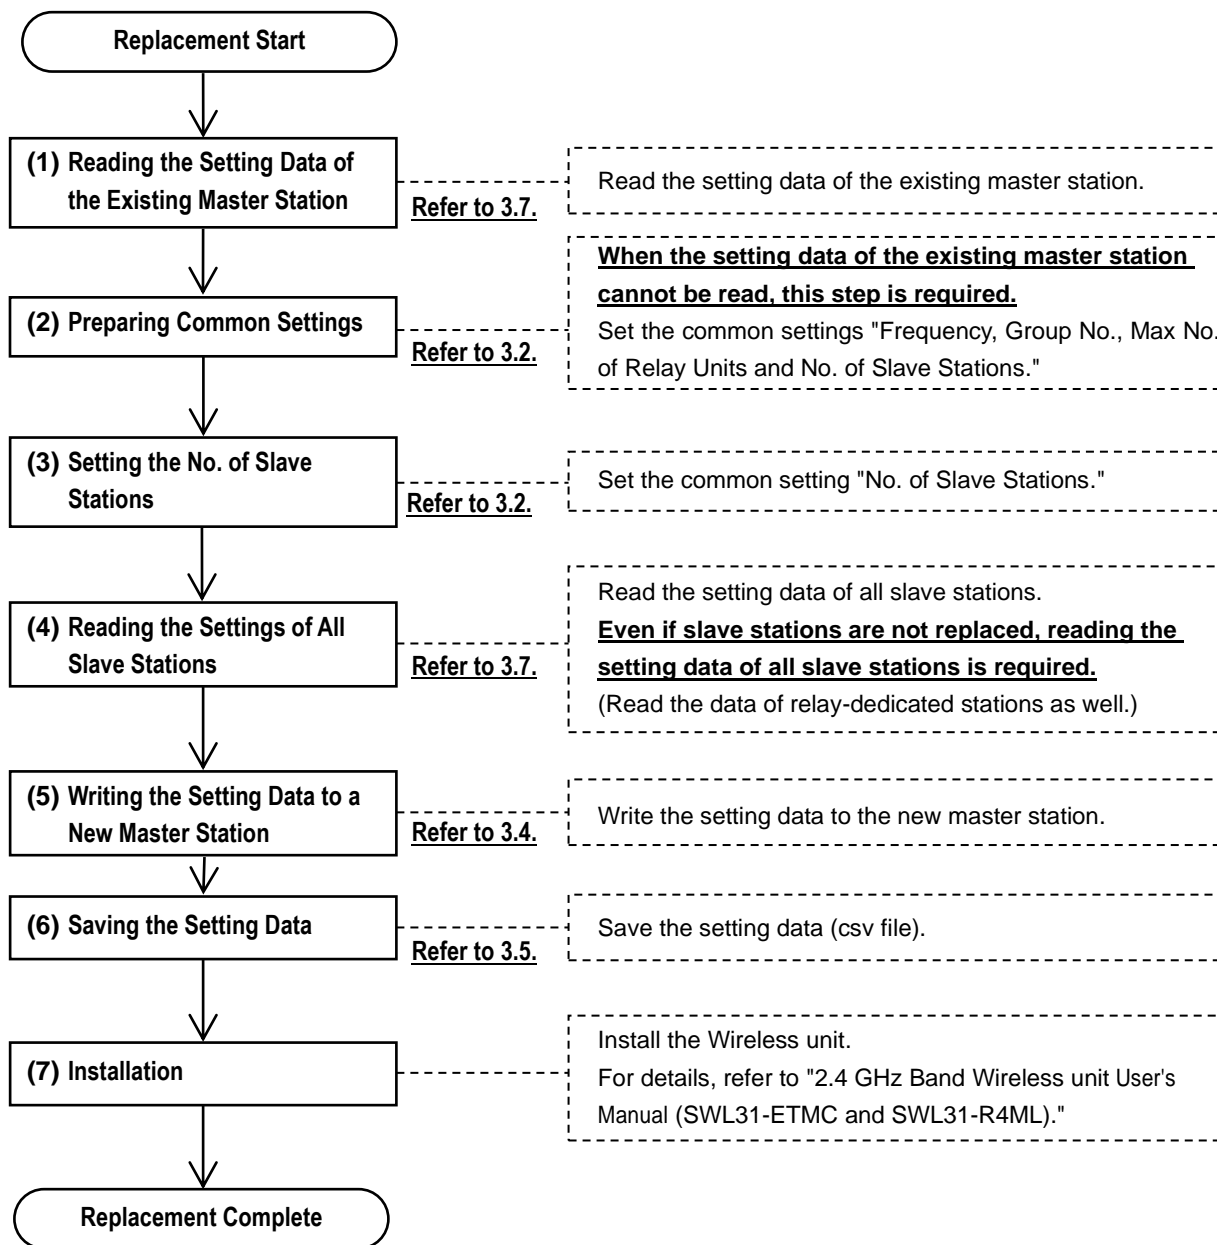 Replacement Start
(1) Reading the Setting Data of
the Existing Master Station
Refer to 3.7.
Read the setting data of the existing master station.
(2) Preparing Common Settings
Refer to 3.2.
When the setting data of the existing master station
cannot be read, this step is required.
Set the common settings "Frequency, Group No., Max No.
of Relay Units and No. of Slave Stations."
(3) Setting the No. of Slave
Stations
Refer to 3.2.
Set the common setting "No. of Slave Stations."
(4) Reading the Settings of All
Slave Stations
Refer to 3.7.
Read the setting data of all slave stations.
Even if slave stations are not replaced, reading the
setting data of all slave stations is required.
(Read the data of relay-dedicated stations as well.)
(5) Writing the Setting Data to a
New Master Station
Refer to 3.4.
Write the setting data to the new master station.
(6) Saving the Setting Data
Refer to 3.5.
Save the setting data (csv file).
(7) Installation
Install the Wireless unit.
For details, refer to "2.4 GHz Band Wireless unit User's
Manual (SWL31-ETMC and SWL31-R4ML)."
Replacement Complete